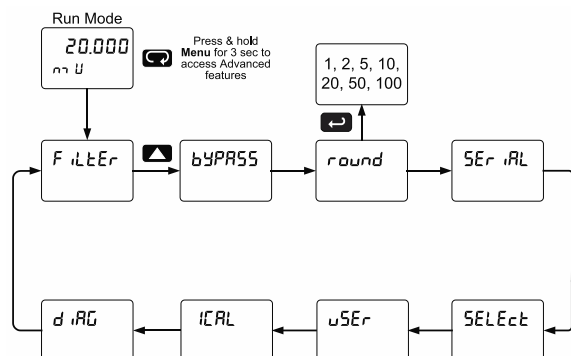 Run Mode
20.000
mV
Press & hold
Menu for 3 sec to
access Advanced
features
1, 2, 5, 10,
20, 50, 100
FiLtEr
bYPASS
round
SEriAL
diAG
ICAL
uSEr
SELEct